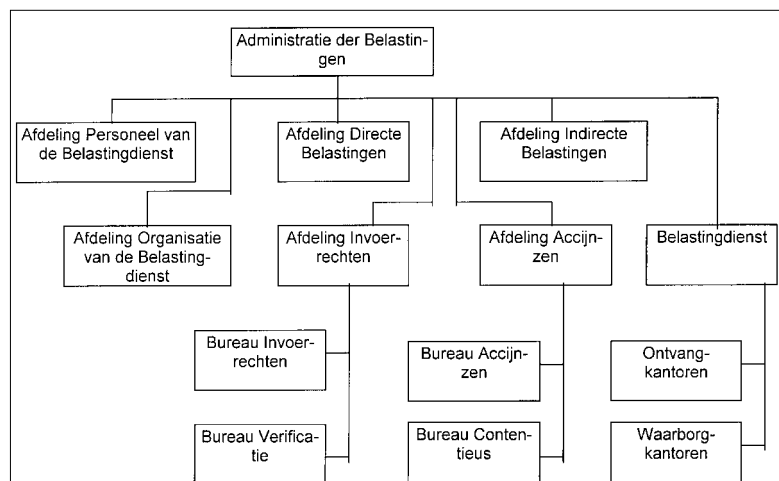 Administratie der Belastin-
gen
Afdeling Personeel van
de Belastingdienst
Afdeling Directe
Belastingen
Afdeling Indirecte
Belastingen
Afdeling Organisatie
van de Belasting-
dienst
Afdeling Invoer-
rechten
Afdeling Accijn-
zen
Belastingdienst
Bureau Invoer-
rechten
Bureau Accijn-
zen
Ontvang-
kantoren
Bureau Verifica-
tie
Bureau Conten-
tieus
Waarborg-
kantoren